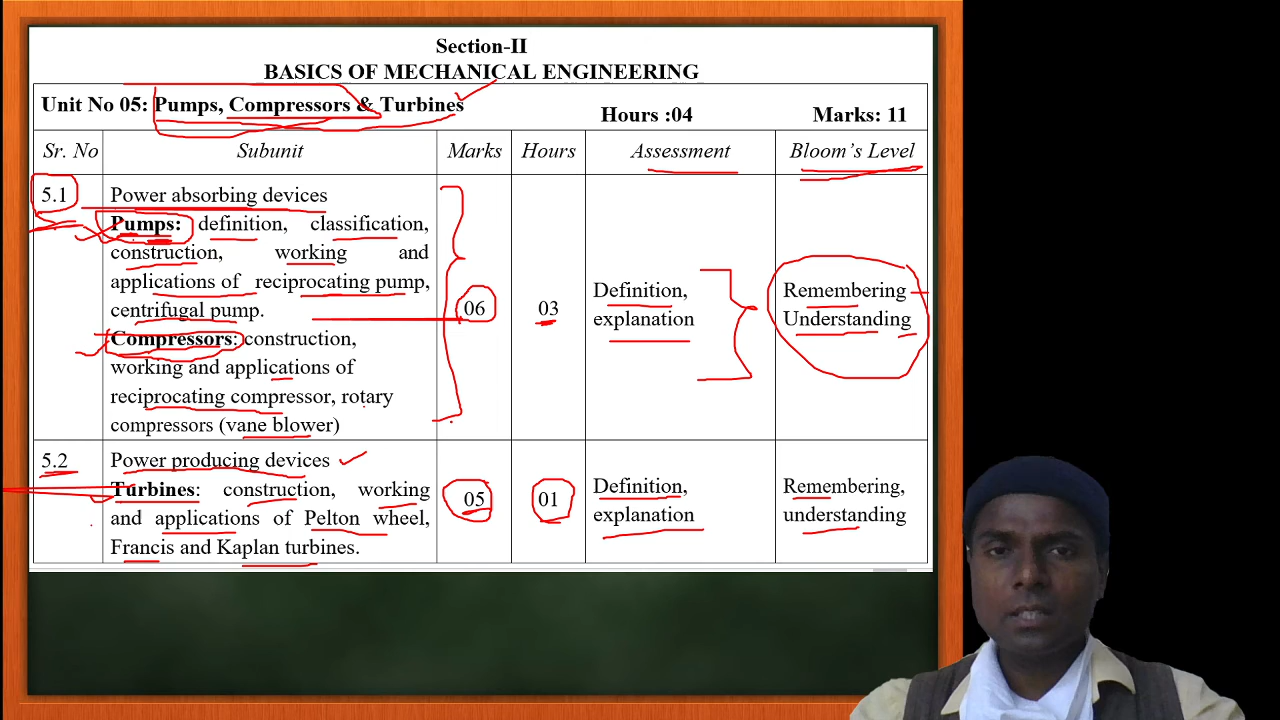 Section-II
BASICS OF MECHANICAL ENGINEERING
Unit No 05: Pumps, Compressors & Turbines Hours :04 Marks: 11
Sr. No Subunit Marks Hours Assessment Bloom’s Level
5.1 Power absorbing devices
Pumps: definition, classification,
construction, working and
applications of reciprocating pump,
centrifugal pump.
Compressors: construction,
working and applications of
reciprocating compressor, rotary
compressors (vane blower)
06
03
Definition,
explanation
Remembering
Understanding
5.2 Power producing devices
Turbines: construction, working
and applications of Pelton wheel,
Francis and Kaplan turbines.
05
01
Definition,
explanation
Remembering,
understanding